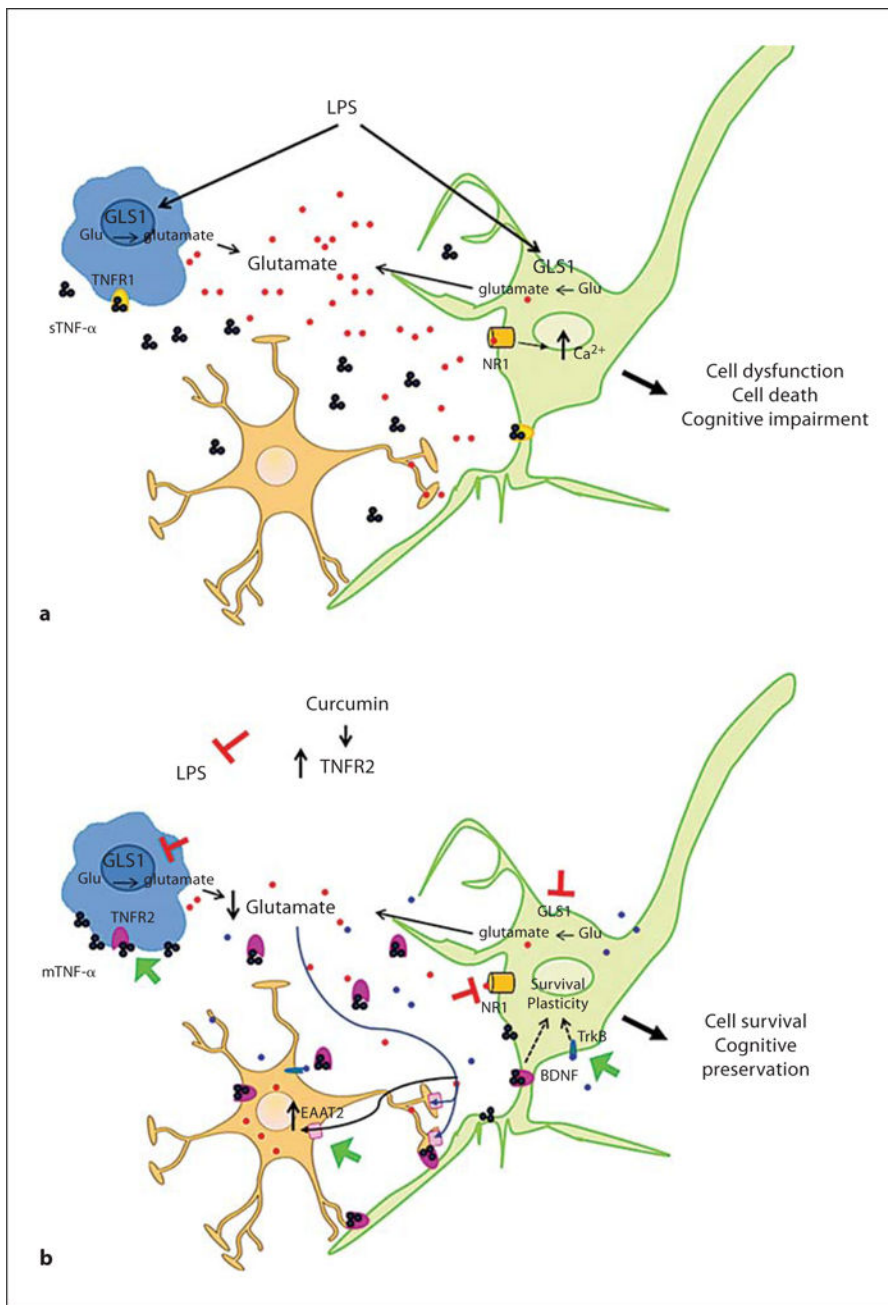 LPS
GLS1
Glu glutamate
Glutamate
TNFR1
sTNF-α
GLS1
glutamate Glu
NR1
Ca2+
Cell dysfunction
Cell death
Cognitive impairment
a
Curcumin
LPS
TNFR2
GLS1
Glu glutamate
Glutamate
TNFR2
mTNF-α
GLS1
glutamate Glu
NR1
Survival
Plasticity
TrkB
BDNF
EAAT2
Cell survival
Cognitive
preservation
b